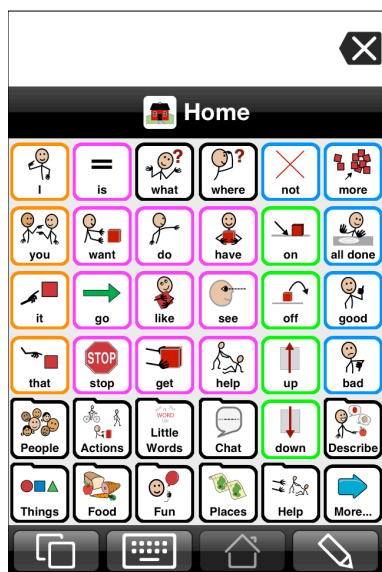 Home
I
is
what
where
not
more
you
want
do
have
on
all done
it
go
like
see
off
good
that
STOP
stop
get
help
up
bad
People
Actions
WORD
Little
Words
Chat
down
Describe
Things
Food
Fun
Places
Help
More...